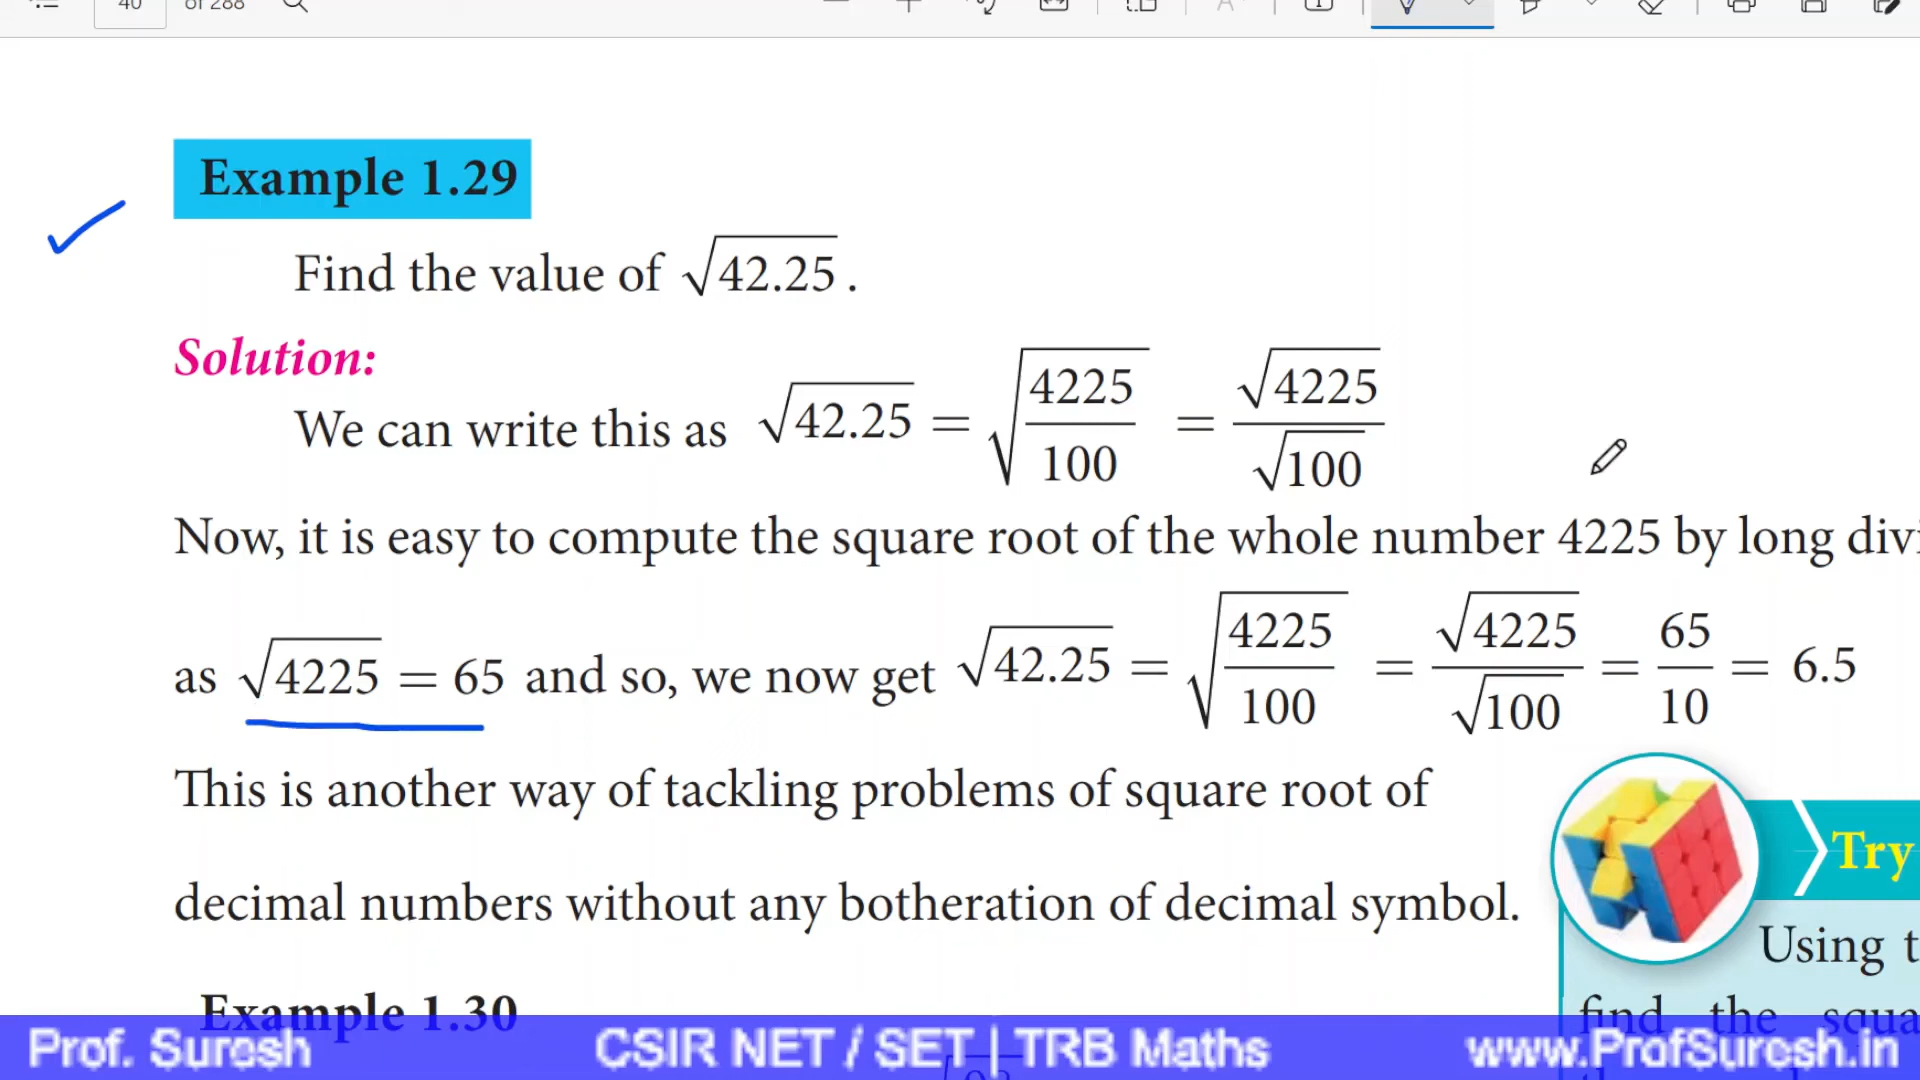 40 of 288
Example 1.29
Find the value of √42.25 .
Solution:
We can write this as √42.25 = √(4225/100) = √4225/√100
Now, it is easy to compute the square root of the whole number 4225 by long divi
as √4225 = 65 and so, we now get √42.25 = √(4225/100) = √4225/√100 = 65/10 = 6.5
This is another way of tackling problems of square root of
decimal numbers without any botheration of decimal symbol.
Try
Using t
find the squa
Example 1.30
Prof. Suresh CSIR NET / SET | TRB Maths www.ProfSuresh.in